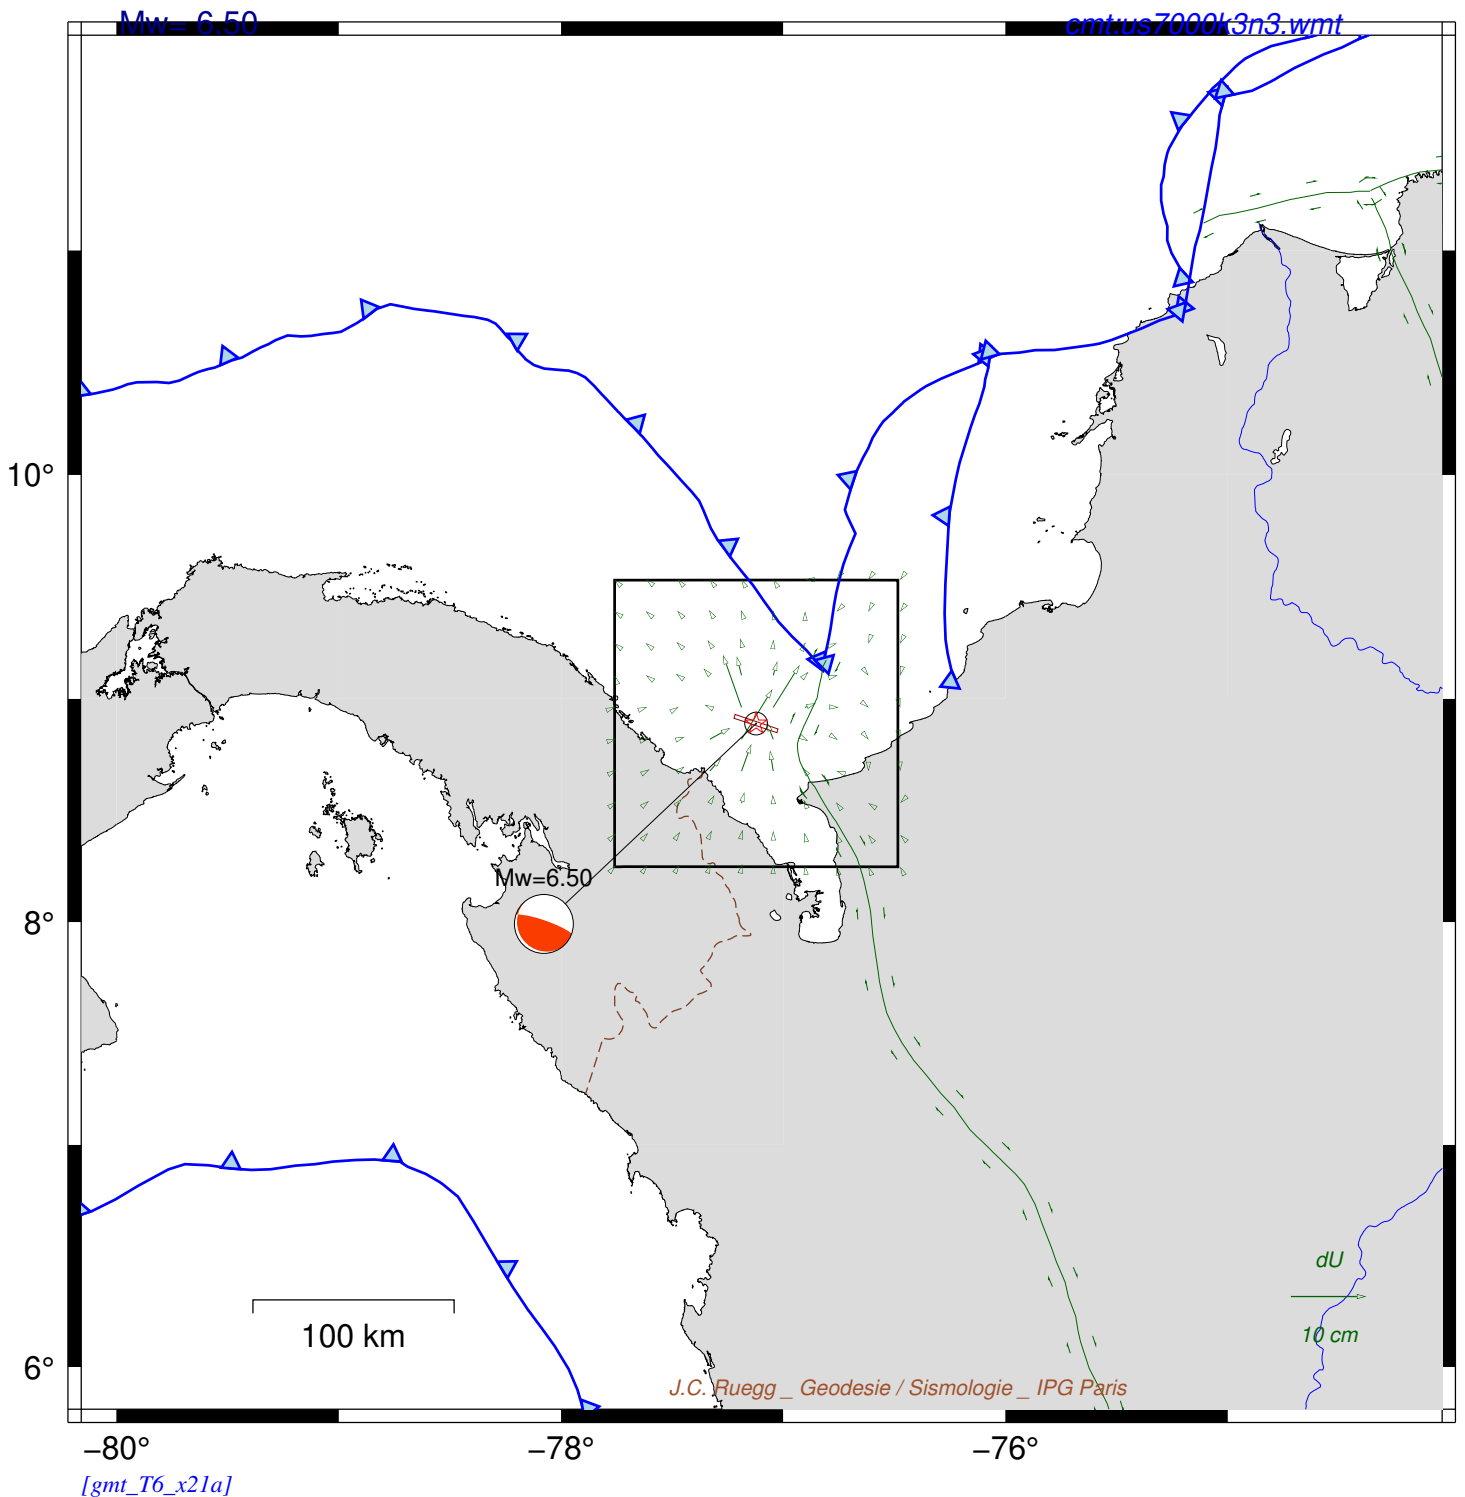 Mw= 6.50
cmt:us7000k3n3.wmt
10°
8°
Mw=6.50
dU
10 cm
100 km
6°
J.C. Ruegg _ Geodesie / Sismologie _ IPG Paris
−80°
−78°
−76°
[gmt_T6_x21a]